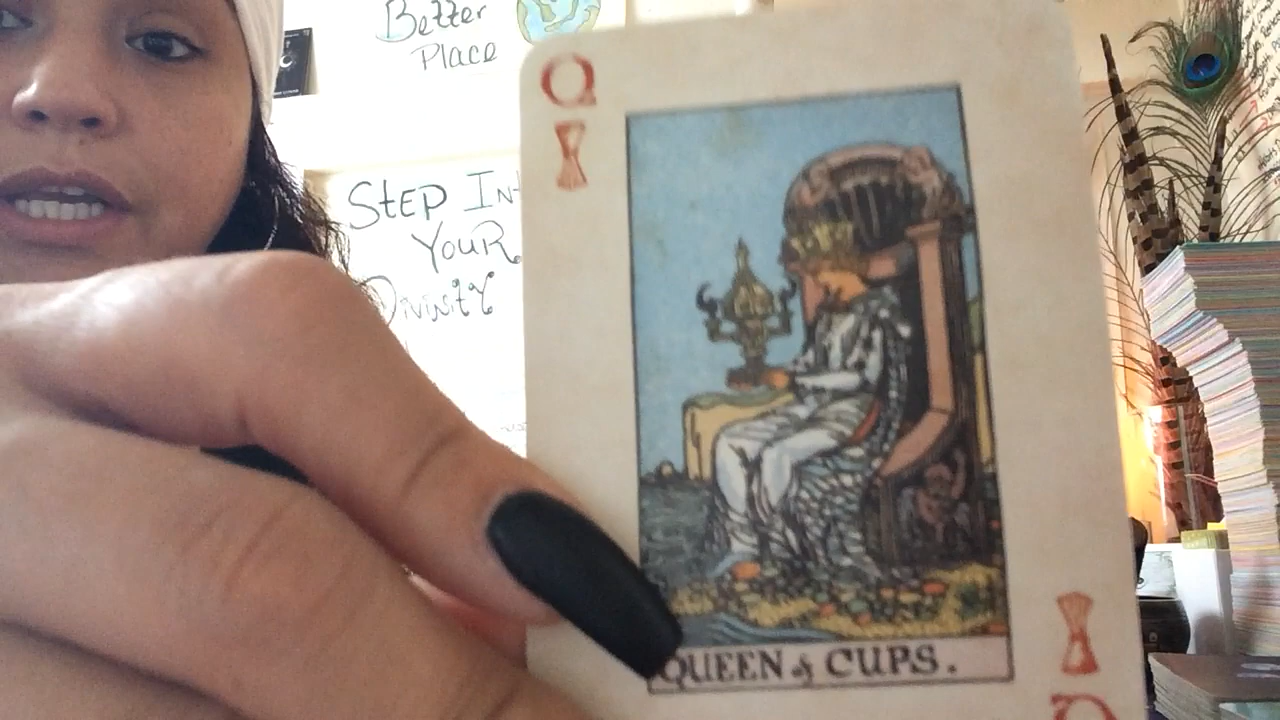 Better
Place
STEP IN
YOUR
DiviNitY
Q
QUEEN of CUPS.
Q